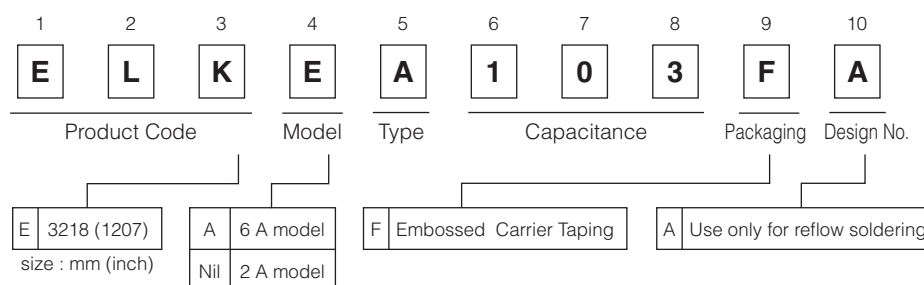 1 2 3 4 5 6 7 8 9 10
E L K E A 1 0 3 F A
Product Code Model Type Capacitance Packaging Design No.
E 3218 (1207) A 6 A model F Embossed Carrier Taping A Use only for reflow soldering
size : mm (inch) Nil 2 A model